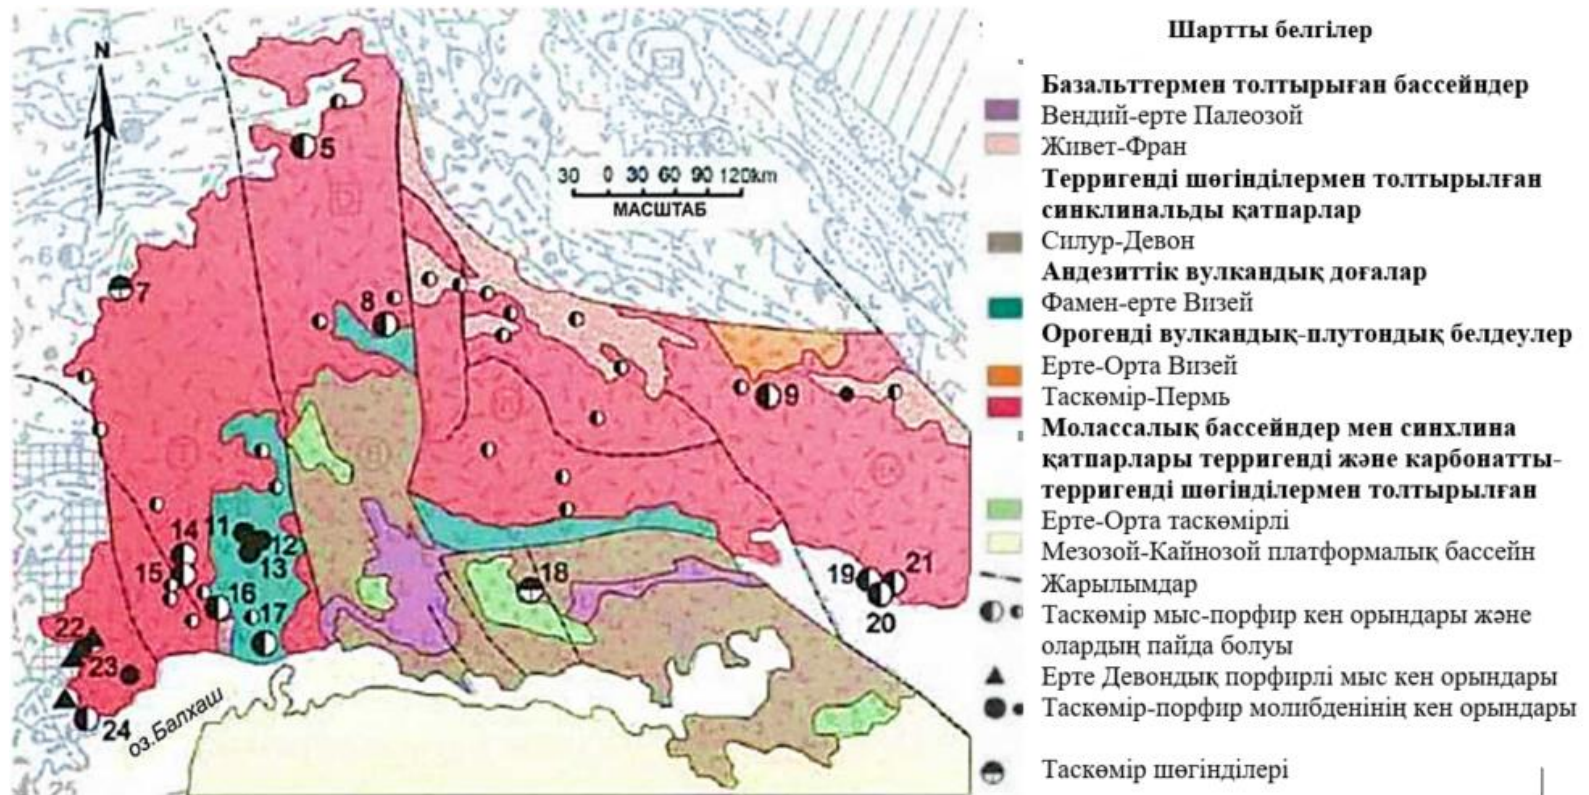 N
5
30 0 30 60 90 120km
МАСШТАБ
6
7
8
9
11
12
13
14
15
16
17
18
19
20
21
22
23
24
25
оз.Балхаш
Шартты белгілер
Базальттермен толтырыған бассейндер
Вендий-ерте Палеозой
Живет-Фран
Терригенді шөгінділермен толтырылған
синклинальды қатпарлар
Силур-Девон
Андезиттік вулкандық доғалар
Фамен-ерте Визей
Орогенді вулкандық-плутондық белдеулер
Ерте-Орта Визей
Таскөмір-Пермь
Молассалық бассейндер мен синхлина
қатпарлары терригенді және карбонатты-
терригенді шөгінділермен толтырылған
Ерте-Орта таскөмірлі
Мезозой-Кайнозой платформалық бассейн
Жарылымдар
Таскөмір мыс-порфир кен орындары және
олардың пайда болуы
Ерте Девондық порфирлі мыс кен орындары
Таскөмір-порфир молибденінің кен орындары
Таскөмір шөгінділері